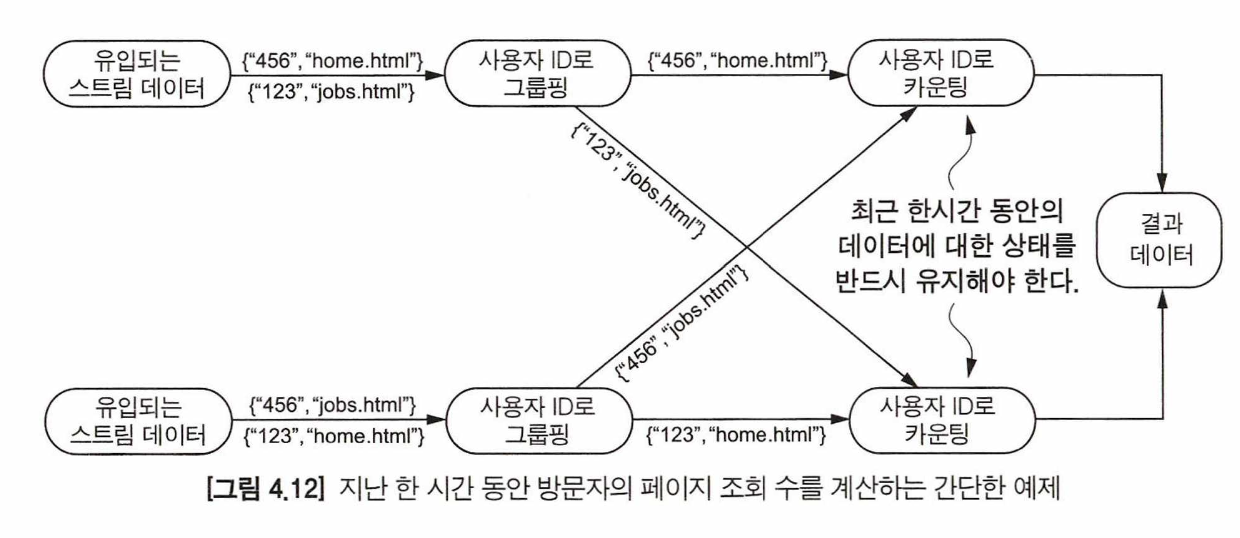 유입되는
스트림 데이터
{“456”, “home.html”}
{“123”, “jobs.html”}
사용자 ID로
그룹핑
{“456”, “home.html”}
사용자 ID로
카운팅
{“123”, “jobs.html”}
최근 한시간 동안의
데이터에 대한 상태를
반드시 유지해야 한다.
결과
데이터
{“456”, “jobs.html”}
유입되는
스트림 데이터
{“456”, “jobs.html”}
{“123”, “home.html”}
사용자 ID로
그룹핑
{“123”, “home.html”}
사용자 ID로
카운팅
[그림 4.12] 지난 한 시간 동안 방문자의 페이지 조회 수를 계산하는 간단한 예제